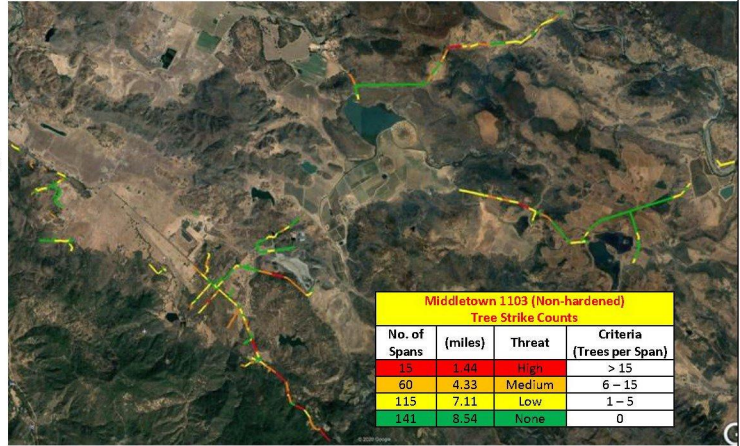 Middletown 1103 (Non-hardened)
Tree Strike Counts
No. of Spans (miles) Threat Criteria (Trees per Span)
15 1.44 High > 15
60 4.33 Medium 6 – 15
115 7.11 Low 1 – 5
141 8.54 None 0